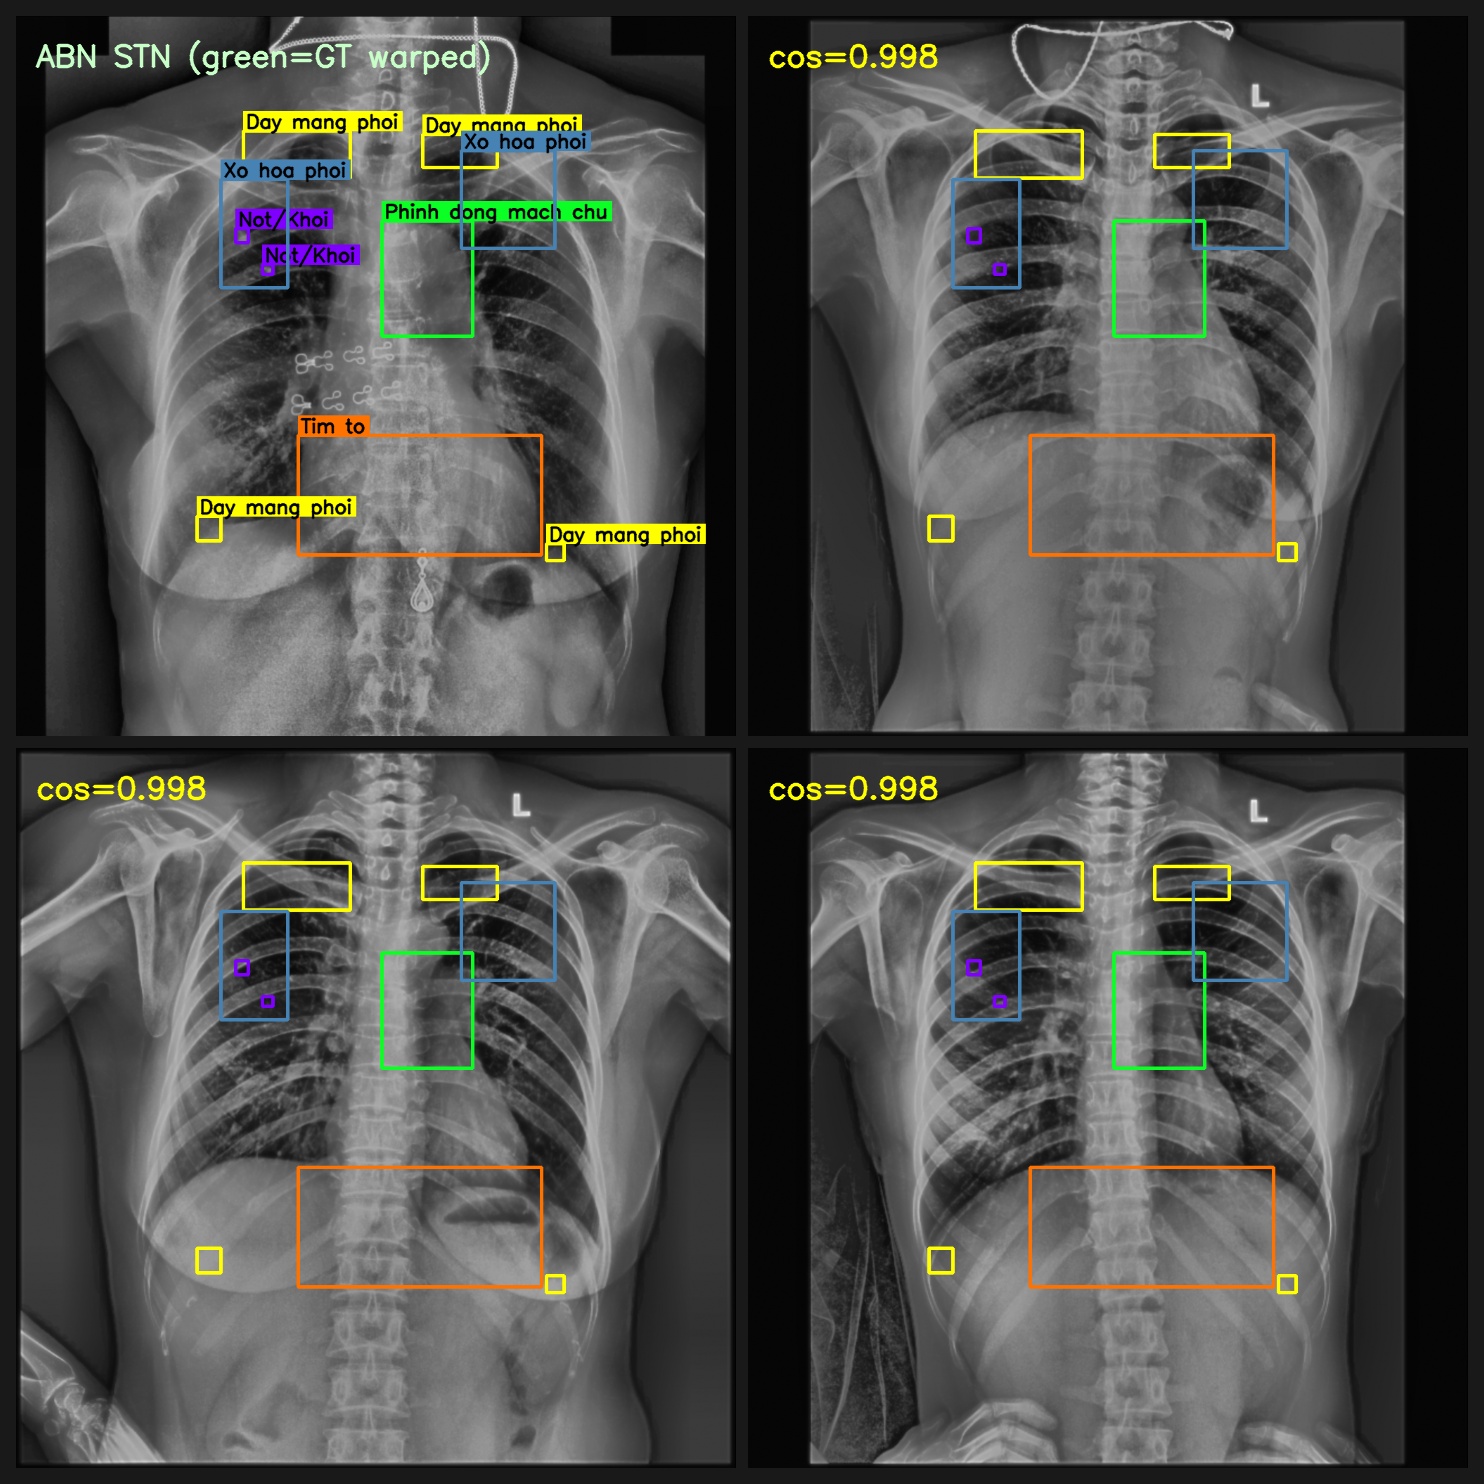 ABN STN (green=GT warped)
Day mang phoi
Day mang phoi
Xo hoa phoi
Xo hoa phoi
Phinh dong mach chu
Not/Khoi
Not/Khoi
Tim to
Day mang phoi
Day mang phoi
cos=0.998
L
cos=0.998
L
cos=0.998
L